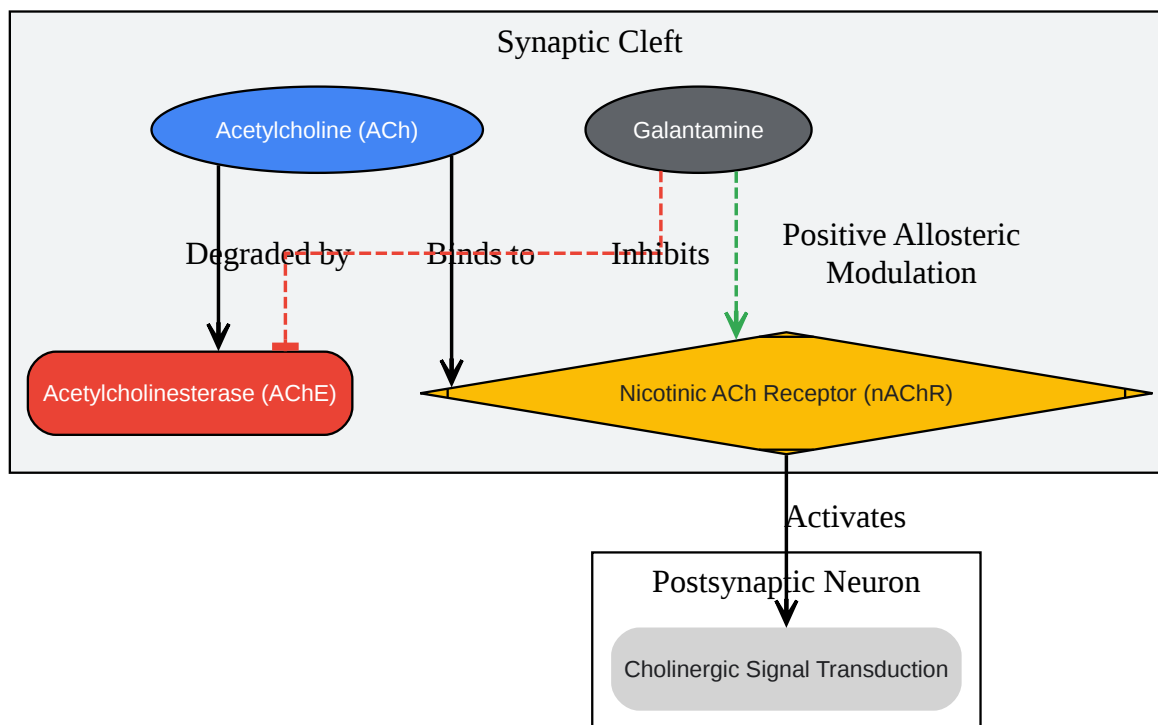 Synaptic Cleft
Acetylcholine (ACh)
Galantamine
Degraded by
Binds to
Inhibits
Positive Allosteric
Modulation
Acetylcholinesterase (AChE)
Nicotinic ACh Receptor (nAChR)
Activates
Postsynaptic Neuron
Cholinergic Signal Transduction